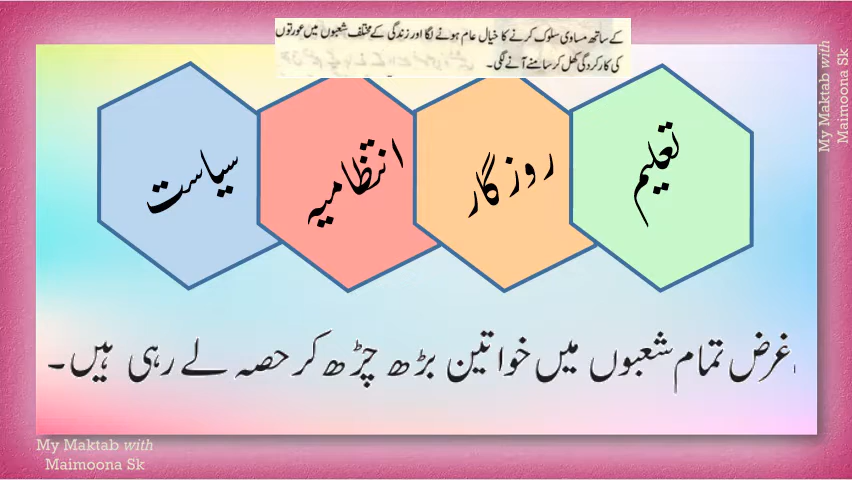 کے ساتھ مساوی سلوک کرنے کا خیال عام ہونے لگا اور زندگی کے مختلف شعبوں میں عورتوں
کی کارکردگی کھل کر سامنے آنے لگی۔
تعلیم
روزگار
انتظامیہ
سیاست
غرض تمام شعبوں میں خواتین بڑھ چڑھ کر حصہ لے رہی ہیں۔
My Maktab with
Maimoona Sk
My Maktab with
Maimoona Sk